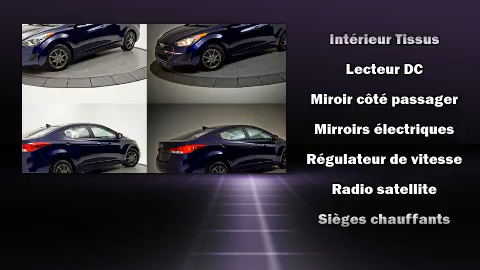 Intérieur Tissus
Lecteur DC
Miroir côté passager
Mirroirs électriques
Régulateur de vitesse
Radio satellite
Sièges chauffants